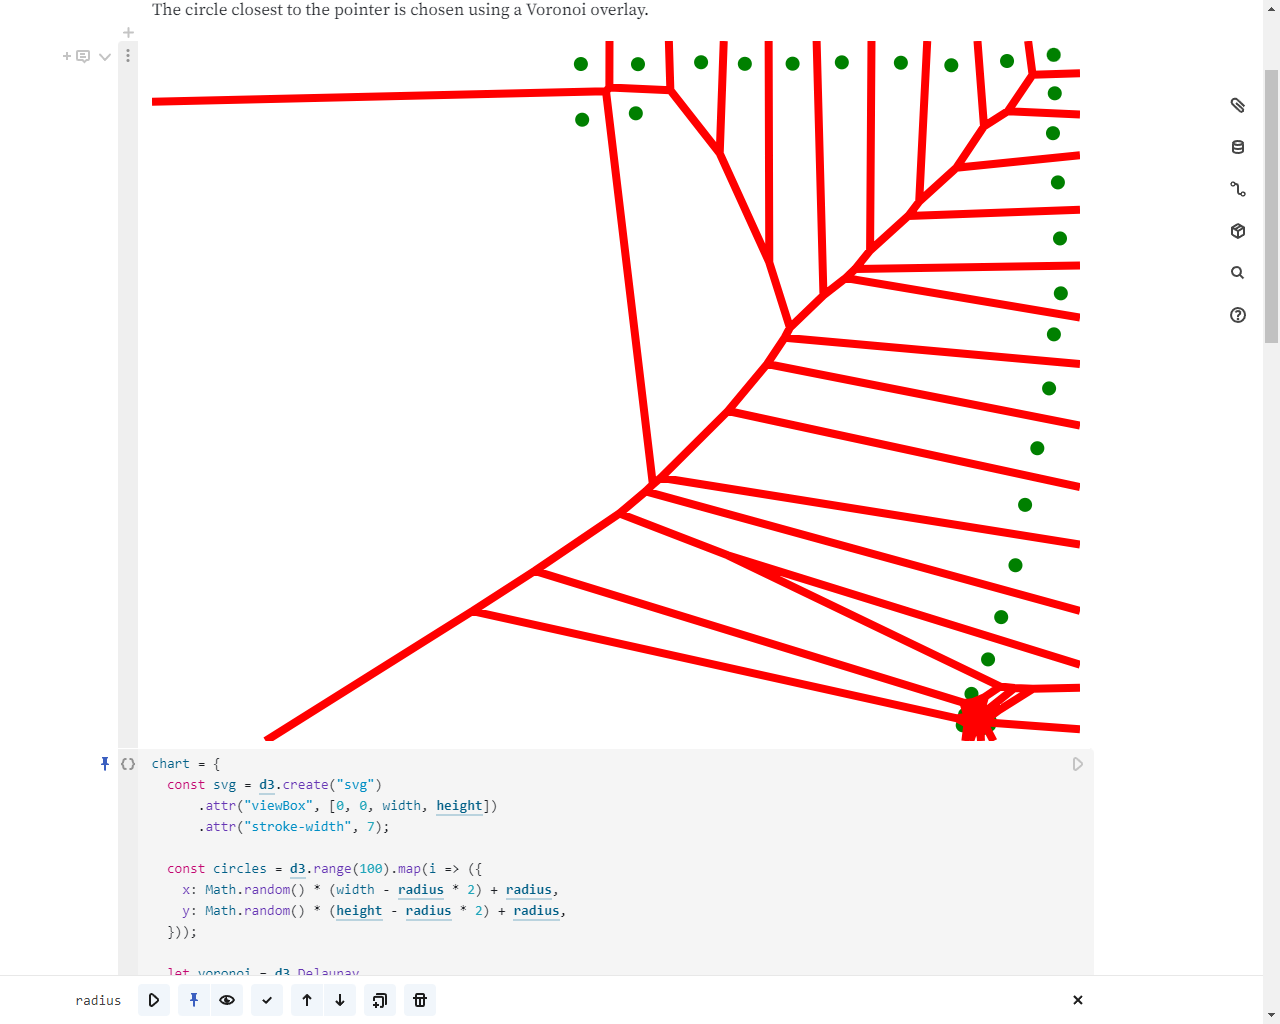 The circle closest to the pointer is chosen using a Voronoi overlay.
chart = {
  const svg = d3.create("svg")
      .attr("viewBox", [0, 0, width, height])
      .attr("stroke-width", 7);
  const circles = d3.range(100).map(i => ({
    x: Math.random() * (width - radius * 2) + radius,
    y: Math.random() * (height - radius * 2) + radius,
  }));
  let voronoi = d3.Delaunay
radius